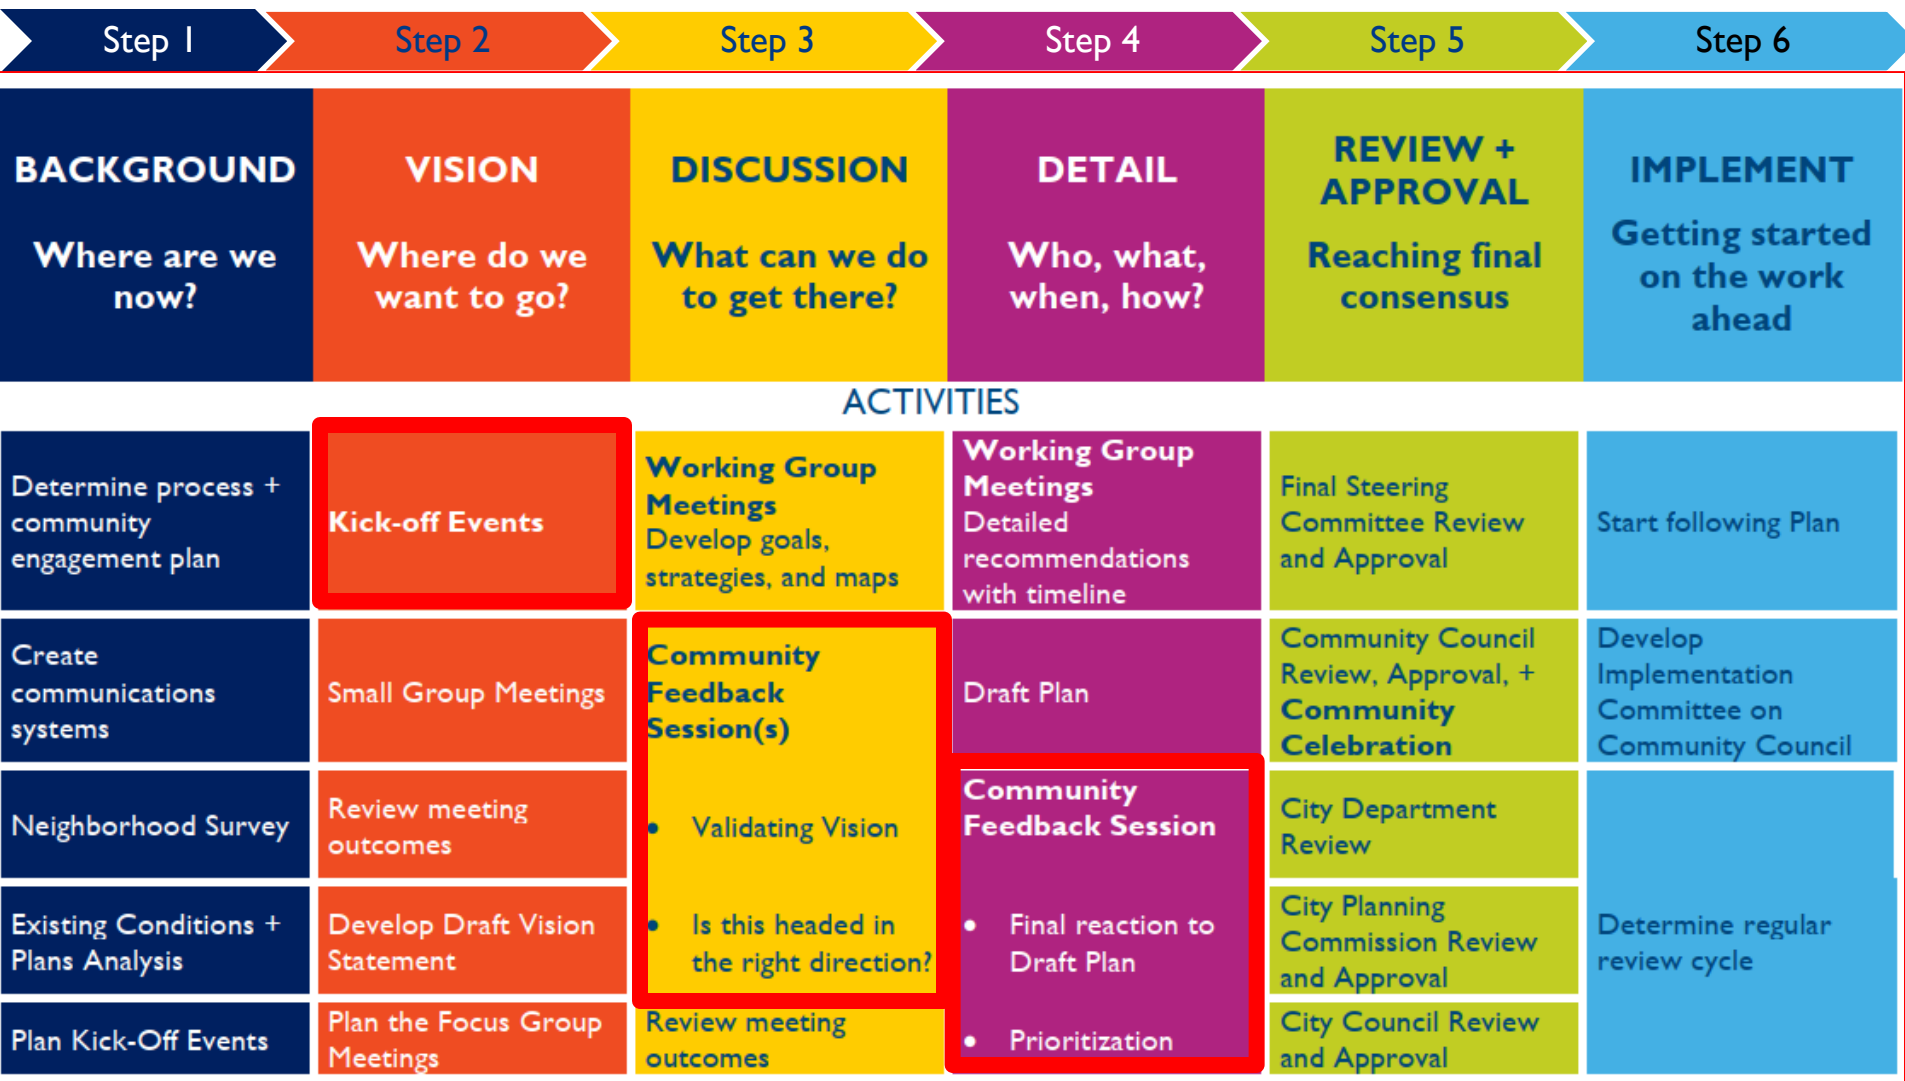 Step 1
Step 2
Step 3
Step 4
Step 5
Step 6
BACKGROUND
Where are we
now?
VISION
Where do we
want to go?
DISCUSSION
What can we do
to get there?
DETAIL
Who, what,
when, how?
REVIEW +
APPROVAL
Reaching final
consensus
IMPLEMENT
Getting started
on the work
ahead
ACTIVITIES
Determine process +
community
engagement plan
Kick-off Events
Working Group
Meetings
Develop goals,
strategies, and maps
Working Group
Meetings
Detailed
recommendations
with timeline
Final Steering
Committee Review
and Approval
Start following Plan
Create
communications
systems
Small Group Meetings
Community
Feedback
Session(s)
• Validating Vision
• Is this headed in
the right direction?
Draft Plan
Community Council
Review, Approval, +
Community
Celebration
Develop
Implementation
Committee on
Community Council
Neighborhood Survey
Review meeting
outcomes
Community
Feedback Session
• Final reaction to
Draft Plan
• Prioritization
City Department
Review
Existing Conditions +
Plans Analysis
Develop Draft Vision
Statement
City Planning
Commission Review
and Approval
Determine regular
review cycle
Plan Kick-Off Events
Plan the Focus Group
Meetings
Review meeting
outcomes
City Council Review
and Approval